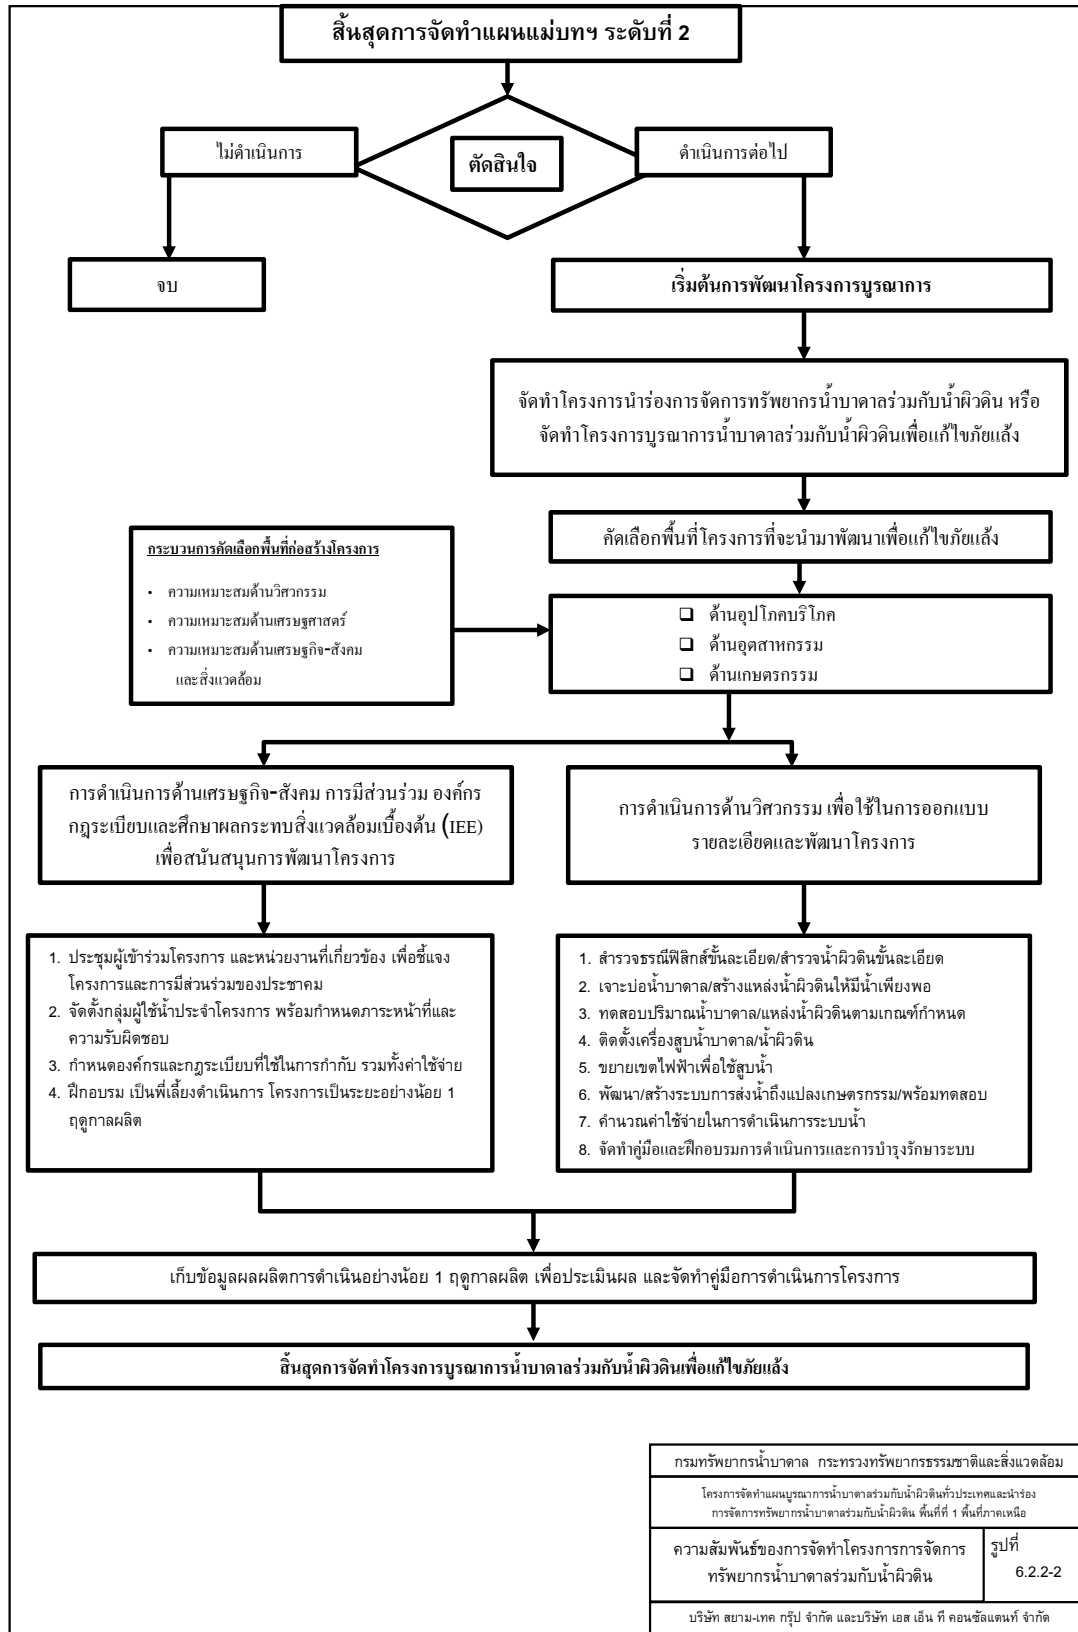 สิ้นสุดการจัดทำแผนแม่บทฯ ระดับที่ 2
ไม่ดำเนินการ
ตัดสินใจ
ดำเนินการต่อไป
จบ
เริ่มต้นการพัฒนาโครงการบูรณาการ
จัดทำโครงการนำร่องการจัดการทรัพยากรน้ำบาดาลร่วมกับน้ำผิวดิน หรือ
จัดทำโครงการบูรณาการน้ำบาดาลร่วมกับน้ำผิวดินเพื่อแก้ไขภัยแล้ง
คัดเลือกพื้นที่โครงการที่จะนำมาพัฒนาเพื่อแก้ไขภัยแล้ง
กระบวนการคัดเลือกพื้นที่ก่อสร้างโครงการ
• ความเหมาะสมด้านวิศวกรรม
• ความเหมาะสมด้านเศรษฐศาสตร์
• ความเหมาะสมด้านเศรษฐกิจ-สังคม
และสิ่งแวดล้อม
❑ ด้านอุปโภคบริโภค
❑ ด้านอุตสาหกรรม
❑ ด้านเกษตรกรรม
การดำเนินการด้านเศรษฐกิจ-สังคม การมีส่วนร่วม องค์กร
กฎระเบียบและศึกษาผลกระทบสิ่งแวดล้อมเบื้องต้น (IEE)
เพื่อสนันสนุนการพัฒนาโครงการ
การดำเนินการด้านวิศวกรรม เพื่อใช้ในการออกแบบ
รายละเอียดและพัฒนาโครงการ
1. ประชุมผู้เข้าร่วมโครงการ และหน่วยงานที่เกี่ยวข้อง เพื่อชี้แจง
โครงการและการมีส่วนร่วมของประชาคม
2. จัดตั้งกลุ่มผู้ใช้น้ำประจำโครงการ พร้อมกำหนดภาระหน้าที่และ
ความรับผิดชอบ
3. กำหนดองค์กรและกฎระเบียบที่ใช้ในการกำกับ รวมทั้งค่าใช้จ่าย
4. ฝึกอบรม เป็นพี่เลี้ยงดำเนินการ โครงการเป็นระยะอย่างน้อย 1
ฤดูกาลผลิต
1. สำรวจธรณีฟิสิกส์ขั้นละเอียด/สำรวจน้ำผิวดินขั้นละเอียด
2. เจาะบ่อน้ำบาดาล/สร้างแหล่งน้ำผิวดินให้มีน้ำเพียงพอ
3. ทดสอบปริมาณน้ำบาดาล/แหล่งน้ำผิวดินตามเกณฑ์กำหนด
4. ติดตั้งเครื่องสูบน้ำบาดาล/น้ำผิวดิน
5. ขยายเขตไฟฟ้าเพื่อใช้สูบน้ำ
6. พัฒนา/สร้างระบบการส่งน้ำถึงแปลงเกษตรกรรม/พร้อมทดสอบ
7. คำนวณค่าใช้จ่ายในการดำเนินการระบบน้ำ
8. จัดทำคู่มือและฝึกอบรมการดำเนินการและการบำรุงรักษาระบบ
เก็บข้อมูลผลผลิตการดำเนินอย่างน้อย 1 ฤดูกาลผลิต เพื่อประเมินผล และจัดทำคู่มือการดำเนินการโครงการ
สิ้นสุดการจัดทำโครงการบูรณาการน้ำบาดาลร่วมกับน้ำผิวดินเพื่อแก้ไขภัยแล้ง
กรมทรัพยากรน้ำบาดาล กระทรวงทรัพยากรธรรมชาติและสิ่งแวดล้อม
โครงการจัดทำแผนบูรณาการน้ำบาดาลร่วมกับน้ำผิวดินทั่วประเทศและนำร่อง
การจัดการทรัพยากรน้ำบาดาลร่วมกับน้ำผิวดิน พื้นที่ที่ 1 พื้นที่ภาคเหนือ
ความสัมพันธ์ของการจัดทำโครงการการจัดการ
ทรัพยากรน้ำบาดาลร่วมกับน้ำผิวดิน
รูปที่
6.2.2-2
บริษัท สยาม-เทค กรุ๊ป จำกัด และบริษัท เอส เอ็น ที คอนซัลแตนท์ จำกัด